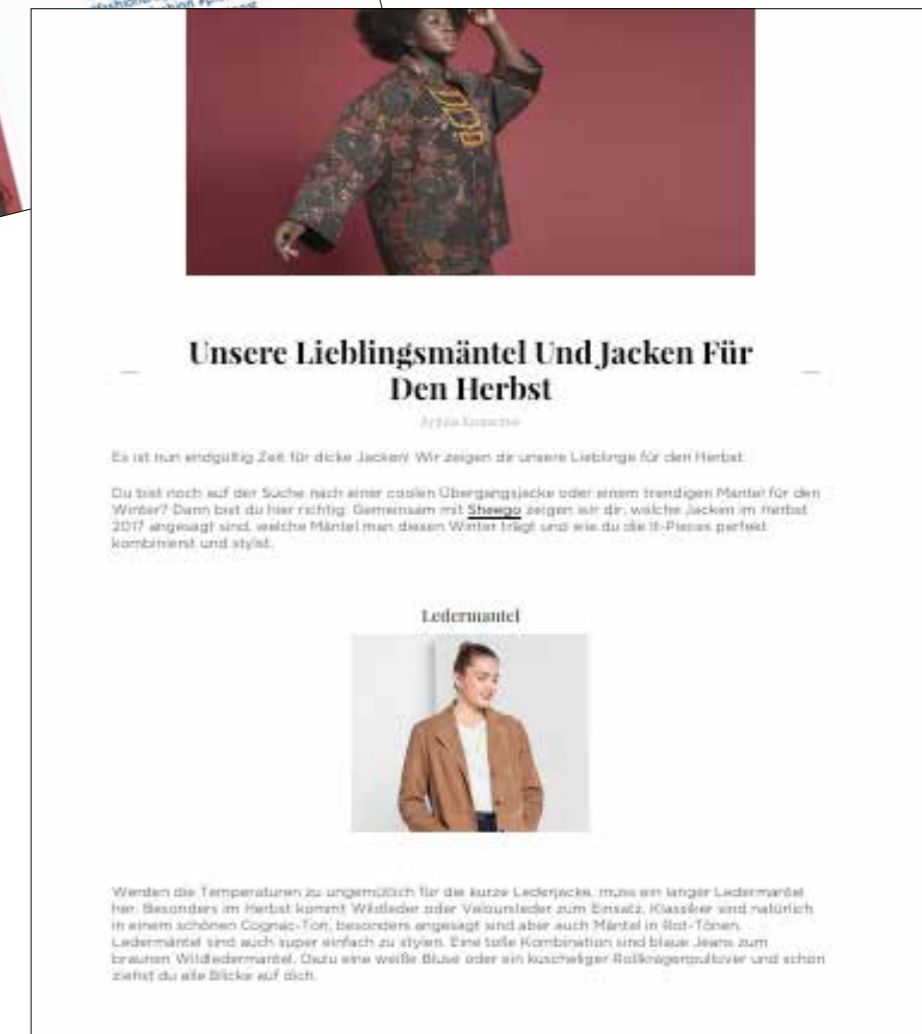 Unsere Lieblingsmäntel Und Jacken Für
Den Herbst
Es ist nun endgültig Zeit für dicke Jacken! Wir zeigen dir unsere Lieblinge für den Herbst.
Du bist noch auf der Suche nach einer coolen Übergangsjacke oder einem trendigen Mantel für den
Winter? Dann bist du hier richtig. Gemeinsam mit Sheego zeigen wir dir, welche Jacken im Herbst
2017 angesagt sind, welche Mäntel man diesen Winter trägt und wie du die It-Pieces perfekt
kombinierst und stylst.
Ledermantel
Werden die Temperaturen zu ungemütlich für die kurze Lederjacke, muss ein langer Ledermantel
her. Besonders im Herbst kommt Wildleder oder Veloursleder zum Einsatz. Klassiker sind natürlich
in einem schönen Cognac-Ton, besonders angesagt sind aber auch Mäntel in Rot-Tönen.
Ledermäntel sind auch super einfach zu stylen. Eine tolle Kombination sind blaue Jeans zum
braunen Wildledermantel. Dazu eine weiße Bluse oder ein kuscheliger Rollkragenpullover und schon
ziehst du alle Blicke auf dich.